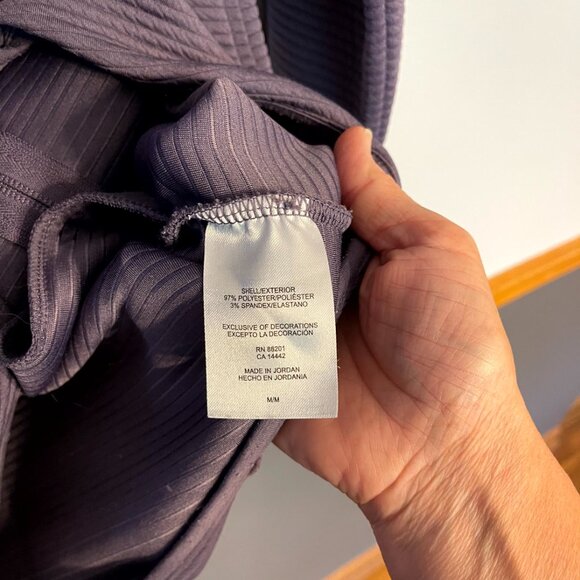 SHELL/EXTERIOR
97% POLYESTER/POLIÉSTER
3% SPANDEX/ELASTANO
EXCLUSIVE OF DECORATIONS
EXCEPTO LA DECORACIÓN
RN 88201
CA 14442
MADE IN JORDAN
HECHO EN JORDANIA
M/M